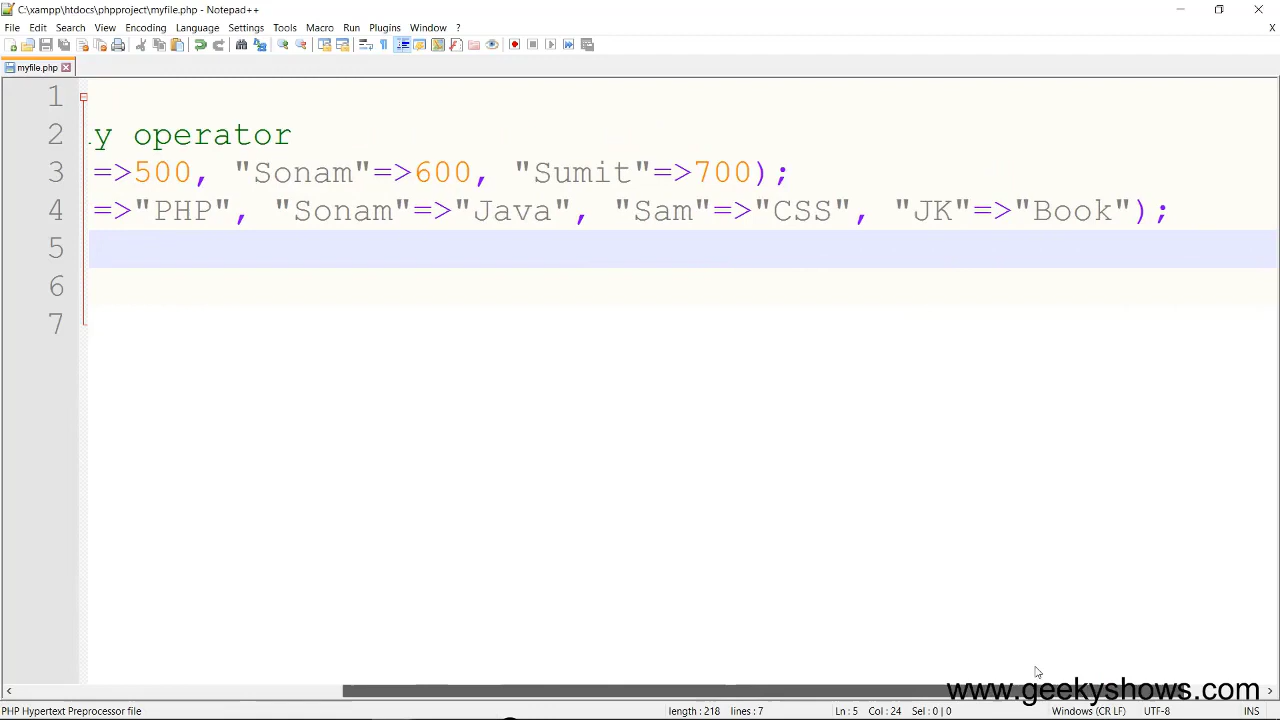 C:\xampp\htdocs\phpproject\myfile.php - Notepad++
File Edit Search View Encoding Language Settings Tools Macro Run Plugins Window ? X
myfile.php
1
2 y operator
3 =>500, "Sonam"=>600, "Sumit"=>700);
4 =>"PHP", "Sonam"=>"Java", "Sam"=>"CSS", "JK"=>"Book");
5
6
7
www.geekyshows.com
PHP Hypertext Preprocessor file length : 218 lines : 7 Ln : 5 Col : 24 Sel : 0 | 0 Windows (CR LF) UTF-8 INS